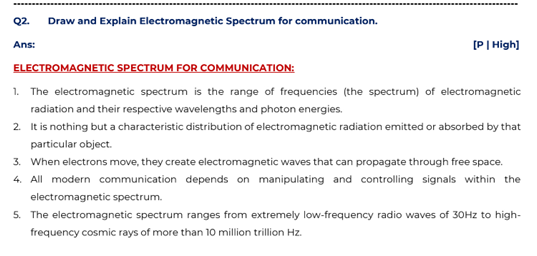 Q2. Draw and Explain Electromagnetic Spectrum for communication.
Ans: [P | High]
ELECTROMAGNETIC SPECTRUM FOR COMMUNICATION:
1. The electromagnetic spectrum is the range of frequencies (the spectrum) of electromagnetic
radiation and their respective wavelengths and photon energies.
2. It is nothing but a characteristic distribution of electromagnetic radiation emitted or absorbed by that
particular object.
3. When electrons move, they create electromagnetic waves that can propagate through free space.
4. All modern communication depends on manipulating and controlling signals within the
electromagnetic spectrum.
5. The electromagnetic spectrum ranges from extremely low-frequency radio waves of 30Hz to high-
frequency cosmic rays of more than 10 million trillion Hz.